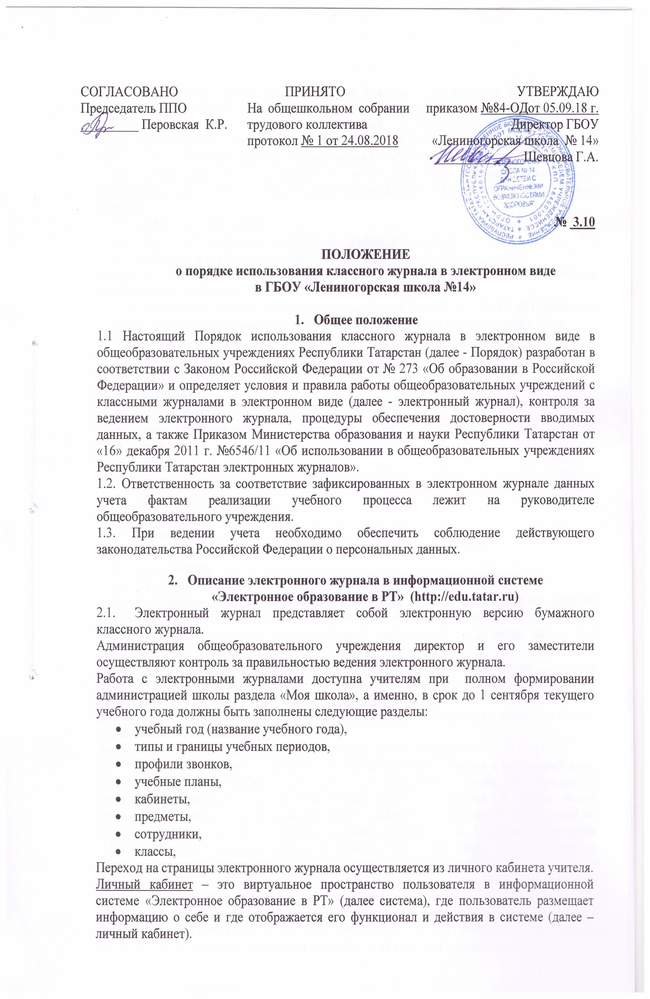 СОГЛАСОВАНО
Председатель ППО
_________ Перовская К.Р.
ПРИНЯТО
На общешкольном собрании
трудового коллектива
протокол № 1 от 24.08.2018
УТВЕРЖДАЮ
приказом №84-ОДот 05.09.18 г.
Директор ГБОУ
«Лениногорская школа № 14»
______________Шевцова Г.А.
ЛЕНИНОГОРСКАЯ
ШКОЛА № 14
ДЛЯ ДЕТЕЙ С
ОГРАНИЧЕННЫМИ
ВОЗМОЖНОСТЯМИ
ЗДОРОВЬЯ"
№ 3.10
ПОЛОЖЕНИЕ
о порядке использования классного журнала в электронном виде
в ГБОУ «Лениногорская школа №14»
1. Общее положение
1.1 Настоящий Порядок использования классного журнала в электронном виде в
общеобразовательных учреждениях Республики Татарстан (далее - Порядок) разработан в
соответствии с Законом Российской Федерации от № 273 «Об образовании в Российской
Федерации» и определяет условия и правила работы общеобразовательных учреждений с
классными журналами в электронном виде (далее - электронный журнал), контроля за
ведением электронного журнала, процедуры обеспечения достоверности вводимых
данных, а также Приказом Министерства образования и науки Республики Татарстан от
«16» декабря 2011 г. №6546/11 «Об использовании в общеобразовательных учреждениях
Республики Татарстан электронных журналов».
1.2. Ответственность за соответствие зафиксированных в электронном журнале данных
учета фактам реализации учебного процесса лежит на руководителе
общеобразовательного учреждения.
1.3. При ведении учета необходимо обеспечить соблюдение действующего
законодательства Российской Федерации о персональных данных.
2. Описание электронного журнала в информационной системе
«Электронное образование в РТ» (http://edu.tatar.ru)
2.1. Электронный журнал представляет собой электронную версию бумажного
классного журнала.
Администрация общеобразовательного учреждения директор и его заместители
осуществляют контроль за правильностью ведения электронного журнала.
Работа с электронными журналами доступна учителям при полном формировании
администрацией школы раздела «Моя школа», а именно, в срок до 1 сентября текущего
учебного года должны быть заполнены следующие разделы:
• учебный год (название учебного года),
• типы и границы учебных периодов,
• профили звонков,
• учебные планы,
• кабинеты,
• предметы,
• сотрудники,
• классы,
Переход на страницы электронного журнала осуществляется из личного кабинета учителя.
Личный кабинет – это виртуальное пространство пользователя в информационной
системе «Электронное образование в РТ» (далее система), где пользователь размещает
информацию о себе и где отображается его функционал и действия в системе (далее –
личный кабинет).